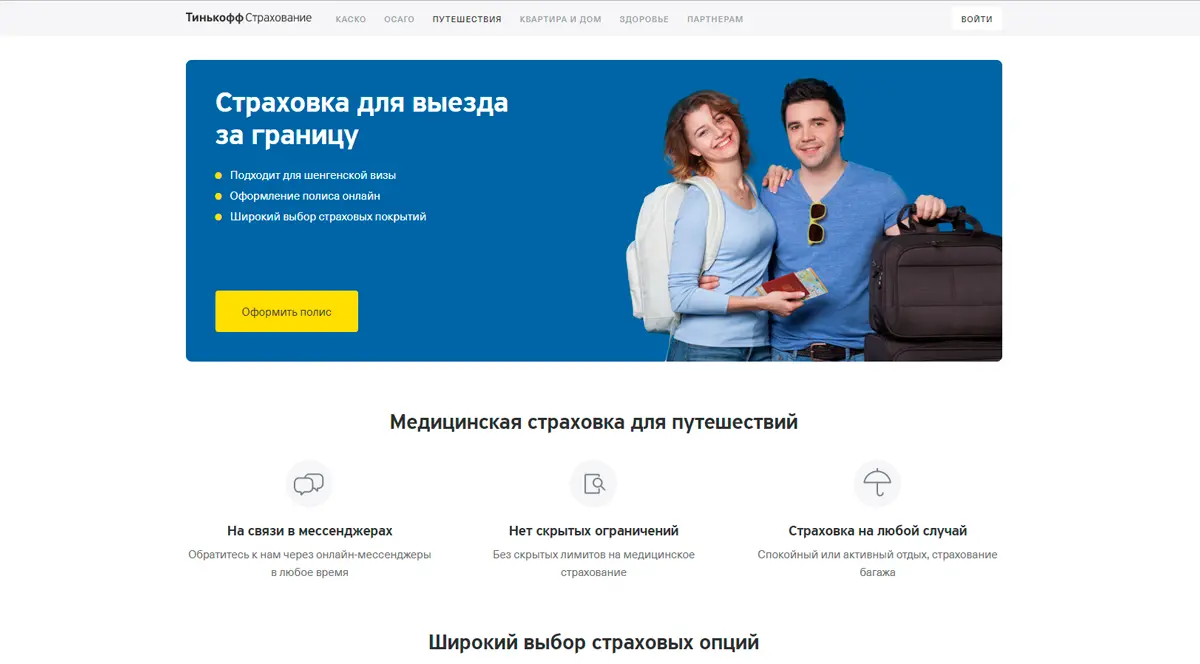 Тинькофф Страхование КАСКО ОСАГО ПУТЕШЕСТВИЯ КВАРТИРА И ДОМ ЗДОРОВЬЕ ПАРТНЕРАМ ВОЙТИ
Страховка для выезда
за границу
Подходит для шенгенской визы
Оформление полиса онлайн
Широкий выбор страховых покрытий
Оформить полис
Медицинская страховка для путешествий
На связи в мессенджерах
Обратитесь к нам через онлайн-мессенджеры
в любое время
Нет скрытых ограничений
Без скрытых лимитов на медицинское
страхование
Страховка на любой случай
Спокойный или активный отдых, страхование
багажа
Широкий выбор страховых опций